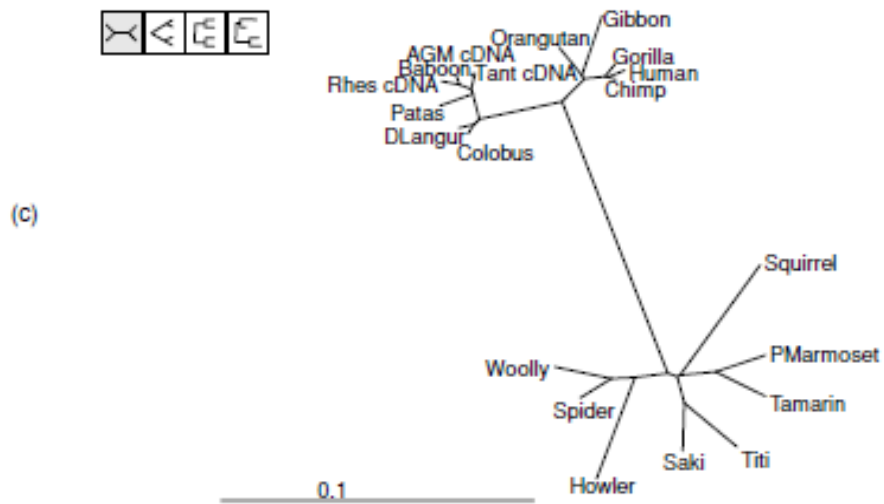 Gibbon
Orangutan
AGM cDNA
Gorilla
Baboon
Tant cDNA
Human
Rhes cDNA
Chimp
Patas
DLangur
Colobus
(c)
Squirrel
PMarmoset
Woolly
Tamarin
Spider
Titi
Saki
Howler
0.1